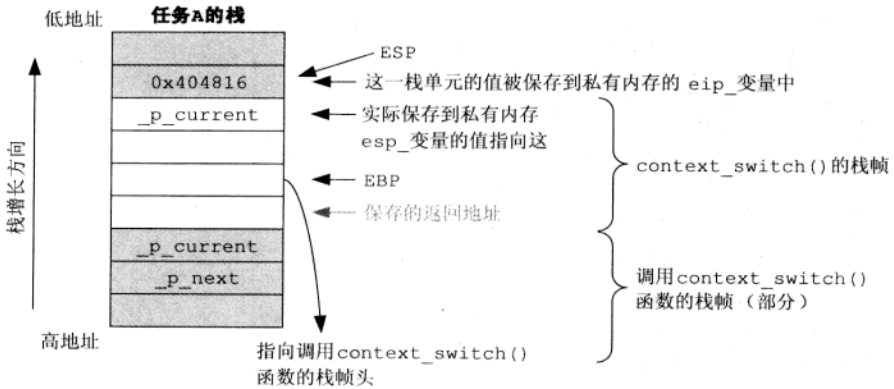 低地址
任务A的栈
ESP
0x404816
这一栈单元的值被保存到私有内存的 eip_变量中
_p_current
实际保存到私有内存
esp_变量的值指向这
context_switch()的栈帧
栈增长方向
EBP
保存的返回地址
_p_current
_p_next
调用context_switch()
函数的栈帧（部分）
高地址
指向调用context_switch()
函数的栈帧头